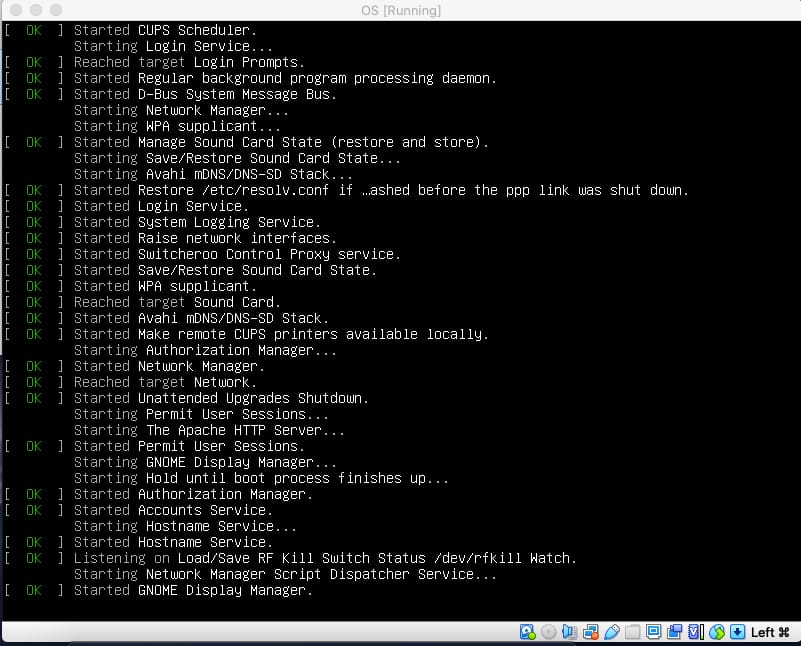 OS [Running]
[  OK  ] Started CUPS Scheduler.
         Starting Login Service...
[  OK  ] Reached target Login Prompts.
[  OK  ] Started Regular background program processing daemon.
[  OK  ] Started D-Bus System Message Bus.
         Starting Network Manager...
         Starting WPA supplicant...
[  OK  ] Started Manage Sound Card State (restore and store).
         Starting Save/Restore Sound Card State...
         Starting Avahi mDNS/DNS-SD Stack...
[  OK  ] Started Restore /etc/resolv.conf if …ashed before the ppp link was shut down.
[  OK  ] Started Login Service.
[  OK  ] Started System Logging Service.
[  OK  ] Started Raise network interfaces.
[  OK  ] Started Switcheroo Control Proxy service.
[  OK  ] Started Save/Restore Sound Card State.
[  OK  ] Started WPA supplicant.
[  OK  ] Reached target Sound Card.
[  OK  ] Started Avahi mDNS/DNS-SD Stack.
[  OK  ] Started Make remote CUPS printers available locally.
         Starting Authorization Manager...
[  OK  ] Started Network Manager.
[  OK  ] Reached target Network.
[  OK  ] Started Unattended Upgrades Shutdown.
         Starting Permit User Sessions...
         Starting The Apache HTTP Server...
[  OK  ] Started Permit User Sessions.
         Starting GNOME Display Manager...
         Starting Hold until boot process finishes up...
[  OK  ] Started Authorization Manager.
[  OK  ] Started Accounts Service.
         Starting Hostname Service...
[  OK  ] Started Hostname Service.
[  OK  ] Listening on Load/Save RF Kill Switch Status /dev/rfkill Watch.
         Starting Network Manager Script Dispatcher Service...
[  OK  ] Started GNOME Display Manager.
Left ⌘